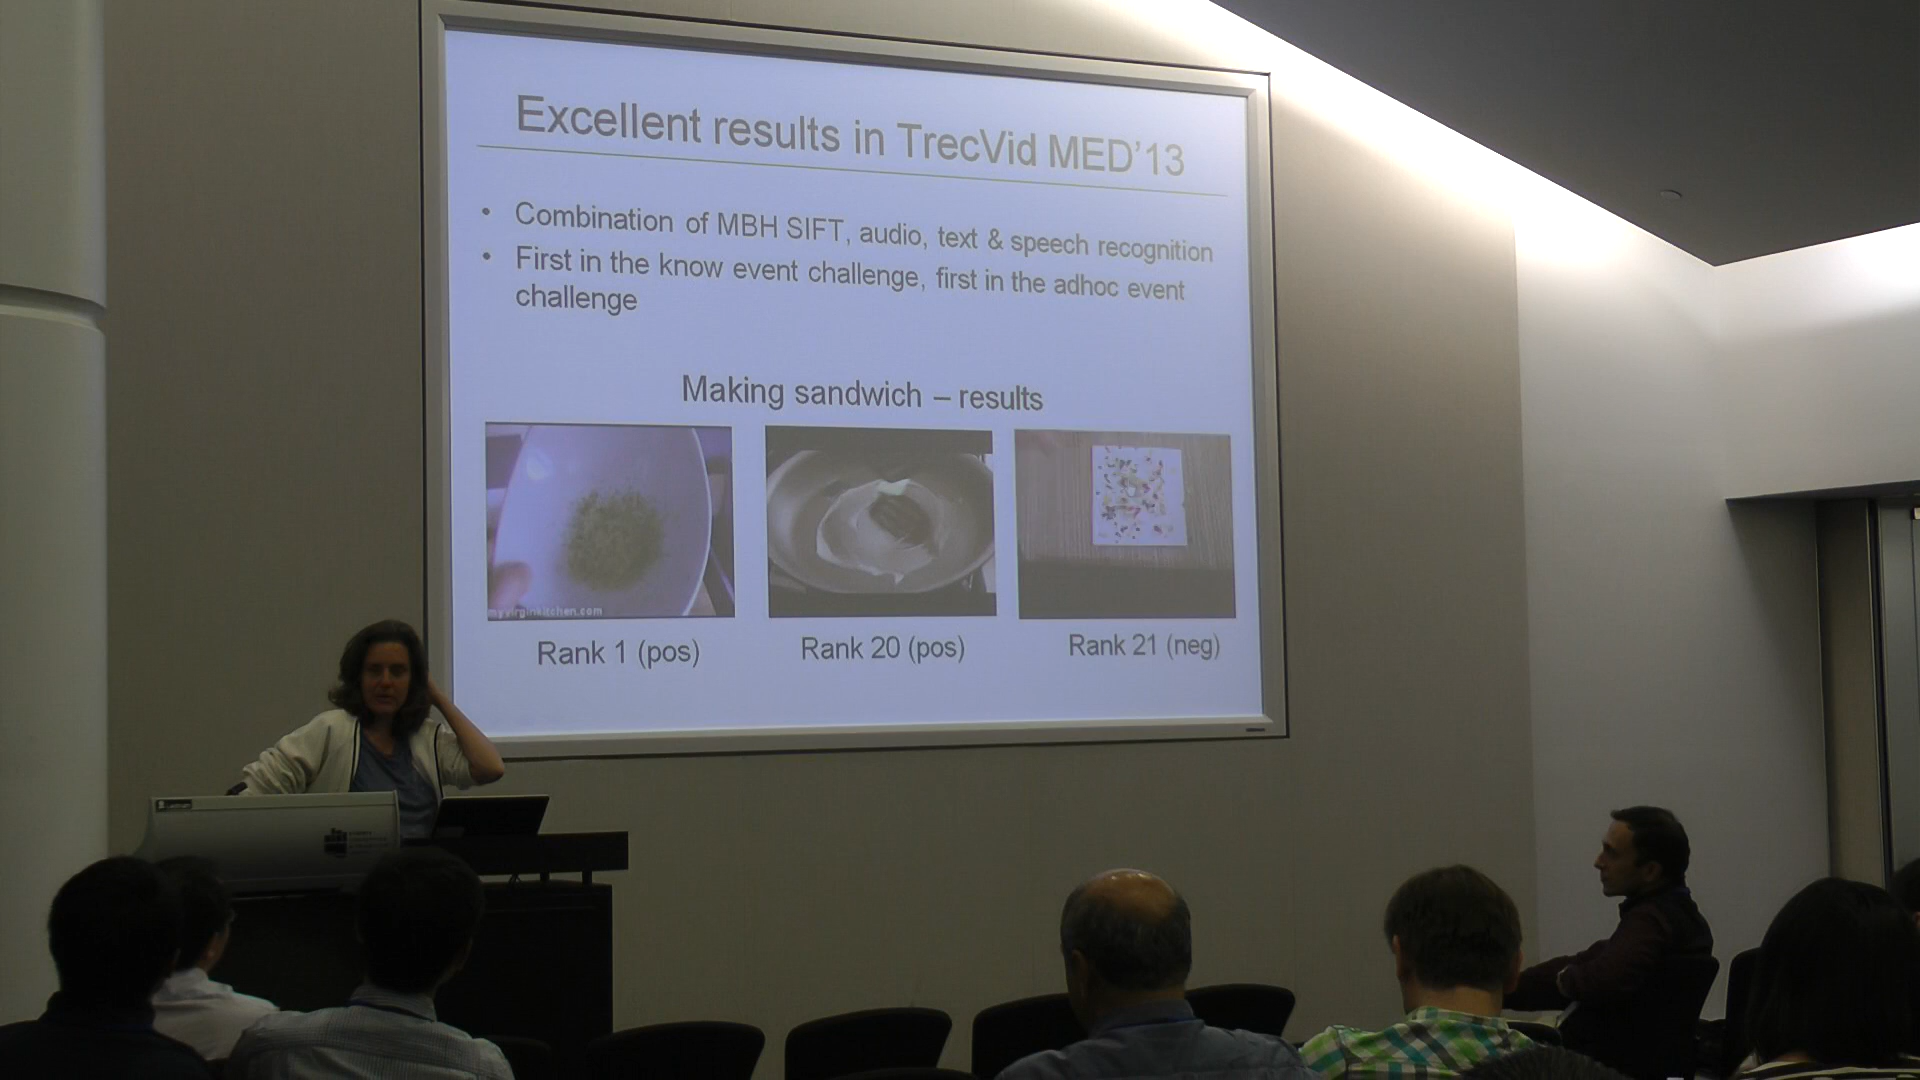 Excellent results in TrecVid MED'13
• Combination of MBH SIFT, audio, text & speech recognition
• First in the know event challenge, first in the adhoc event
challenge
Making sandwich – results
myvirginkitchen.com
Rank 1 (pos)
Rank 20 (pos)
Rank 21 (neg)